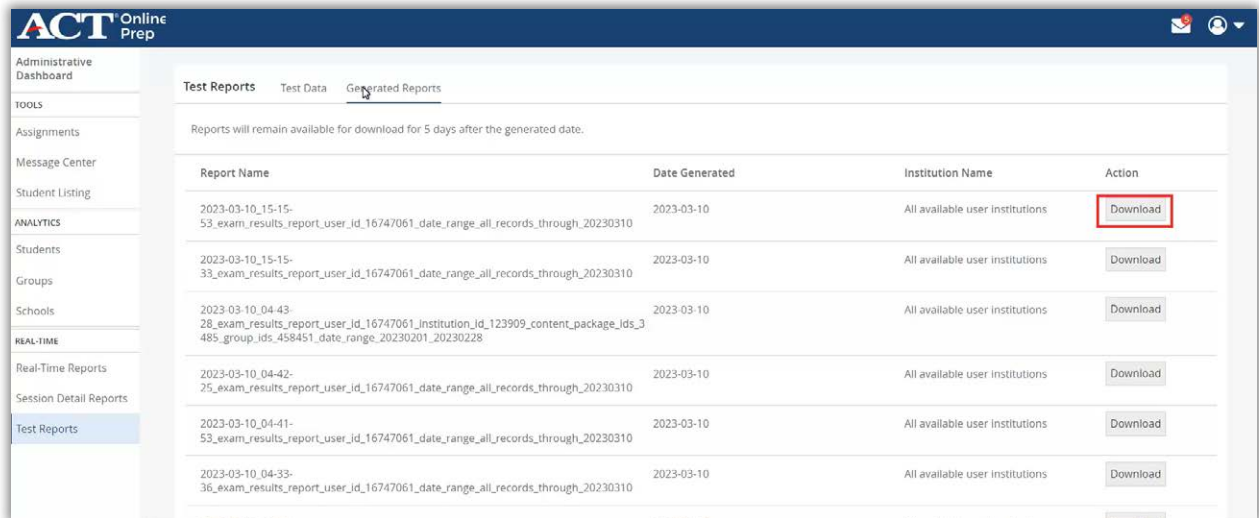 ACT® Online
Prep
5
Administrative
Dashboard
TOOLS
Assignments
Message Center
Student Listing
ANALYTICS
Students
Groups
Schools
REAL-TIME
Real-Time Reports
Session Detail Reports
Test Reports
Test Reports Test Data Generated Reports
Reports will remain available for download for 5 days after the generated date.
Report Name Date Generated Institution Name Action
2023-03-10_15-15- 2023-03-10 All available user institutions Download
53_exam_results_report_user_id_16747061_date_range_all_records_through_20230310
2023-03-10_15-15- 2023-03-10 All available user institutions Download
33_exam_results_report_user_id_16747061_date_range_all_records_through_20230310
2023-03-10_04-43- 2023-03-10 All available user institutions Download
28_exam_results_report_user_id_16747061_institution_id_123909_content_package_ids_3
485_group_ids_458451_date_range_20230201_20230228
2023-03-10_04-42- 2023-03-10 All available user institutions Download
25_exam_results_report_user_id_16747061_date_range_all_records_through_20230310
2023-03-10_04-41- 2023-03-10 All available user institutions Download
53_exam_results_report_user_id_16747061_date_range_all_records_through_20230310
2023-03-10_04-33- 2023-03-10 All available user institutions Download
36_exam_results_report_user_id_16747061_date_range_all_records_through_20230310